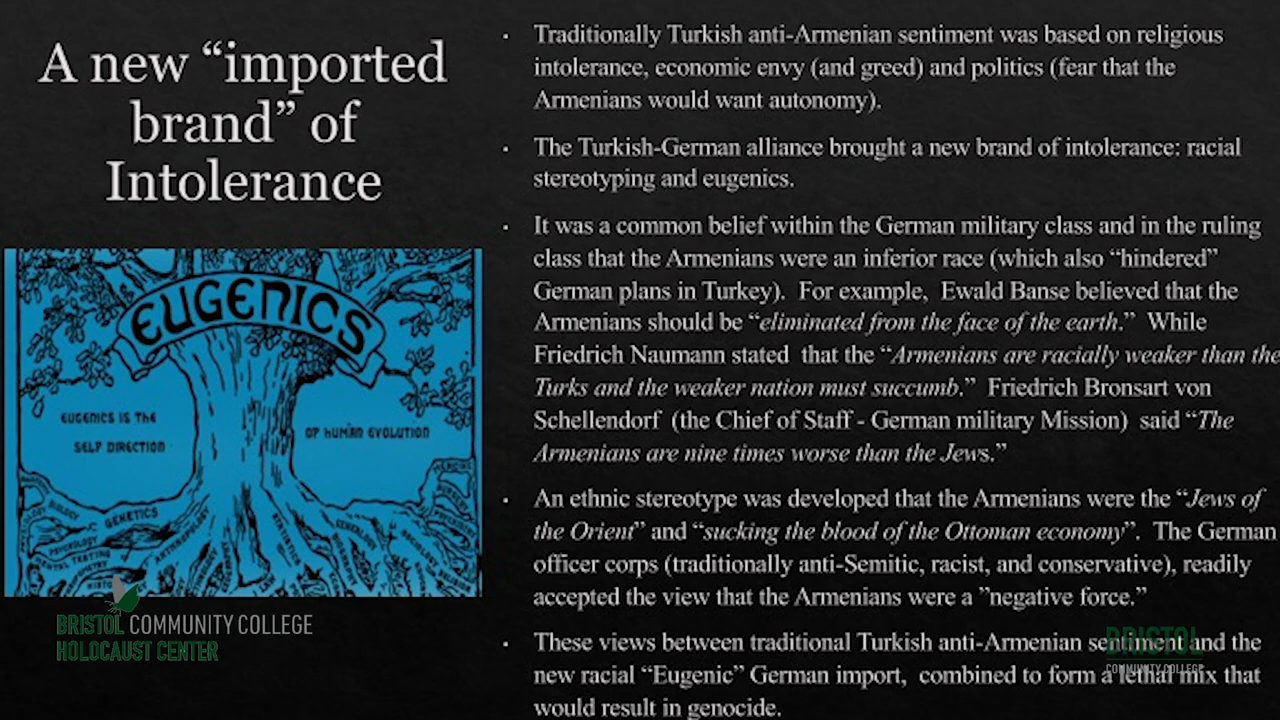 A new “imported
brand” of
Intolerance
EUGENICS
EUGENICS IS THE
SELF DIRECTION
OF HUMAN EVOLUTION
GENETICS
ANTHROPOLOGY
BRISTOL COMMUNITY COLLEGE
HOLOCAUST CENTER
• Traditionally Turkish anti-Armenian sentiment was based on religious
intolerance, economic envy (and greed) and politics (fear that the
Armenians would want autonomy).
• The Turkish-German alliance brought a new brand of intolerance: racial
stereotyping and eugenics.
• It was a common belief within the German military class and in the ruling
class that the Armenians were an inferior race (which also “hindered”
German plans in Turkey). For example, Ewald Banse believed that the
Armenians should be “eliminated from the face of the earth.” While
Friedrich Naumann stated that the “Armenians are racially weaker than the
Turks and the weaker nation must succumb.” Friedrich Bronsart von
Schellendorf (the Chief of Staff - German military Mission) said “The
Armenians are nine times worse than the Jews.”
• An ethnic stereotype was developed that the Armenians were the “Jews of
the Orient” and “sucking the blood of the Ottoman economy”. The German
officer corps (traditionally anti-Semitic, racist, and conservative), readily
accepted the view that the Armenians were a ”negative force.”
• These views between traditional Turkish anti-Armenian sentiment and the
new racial “Eugenic” German import, combined to form a lethal mix that
would result in genocide.
BRISTOL
COMMUNITY COLLEGE